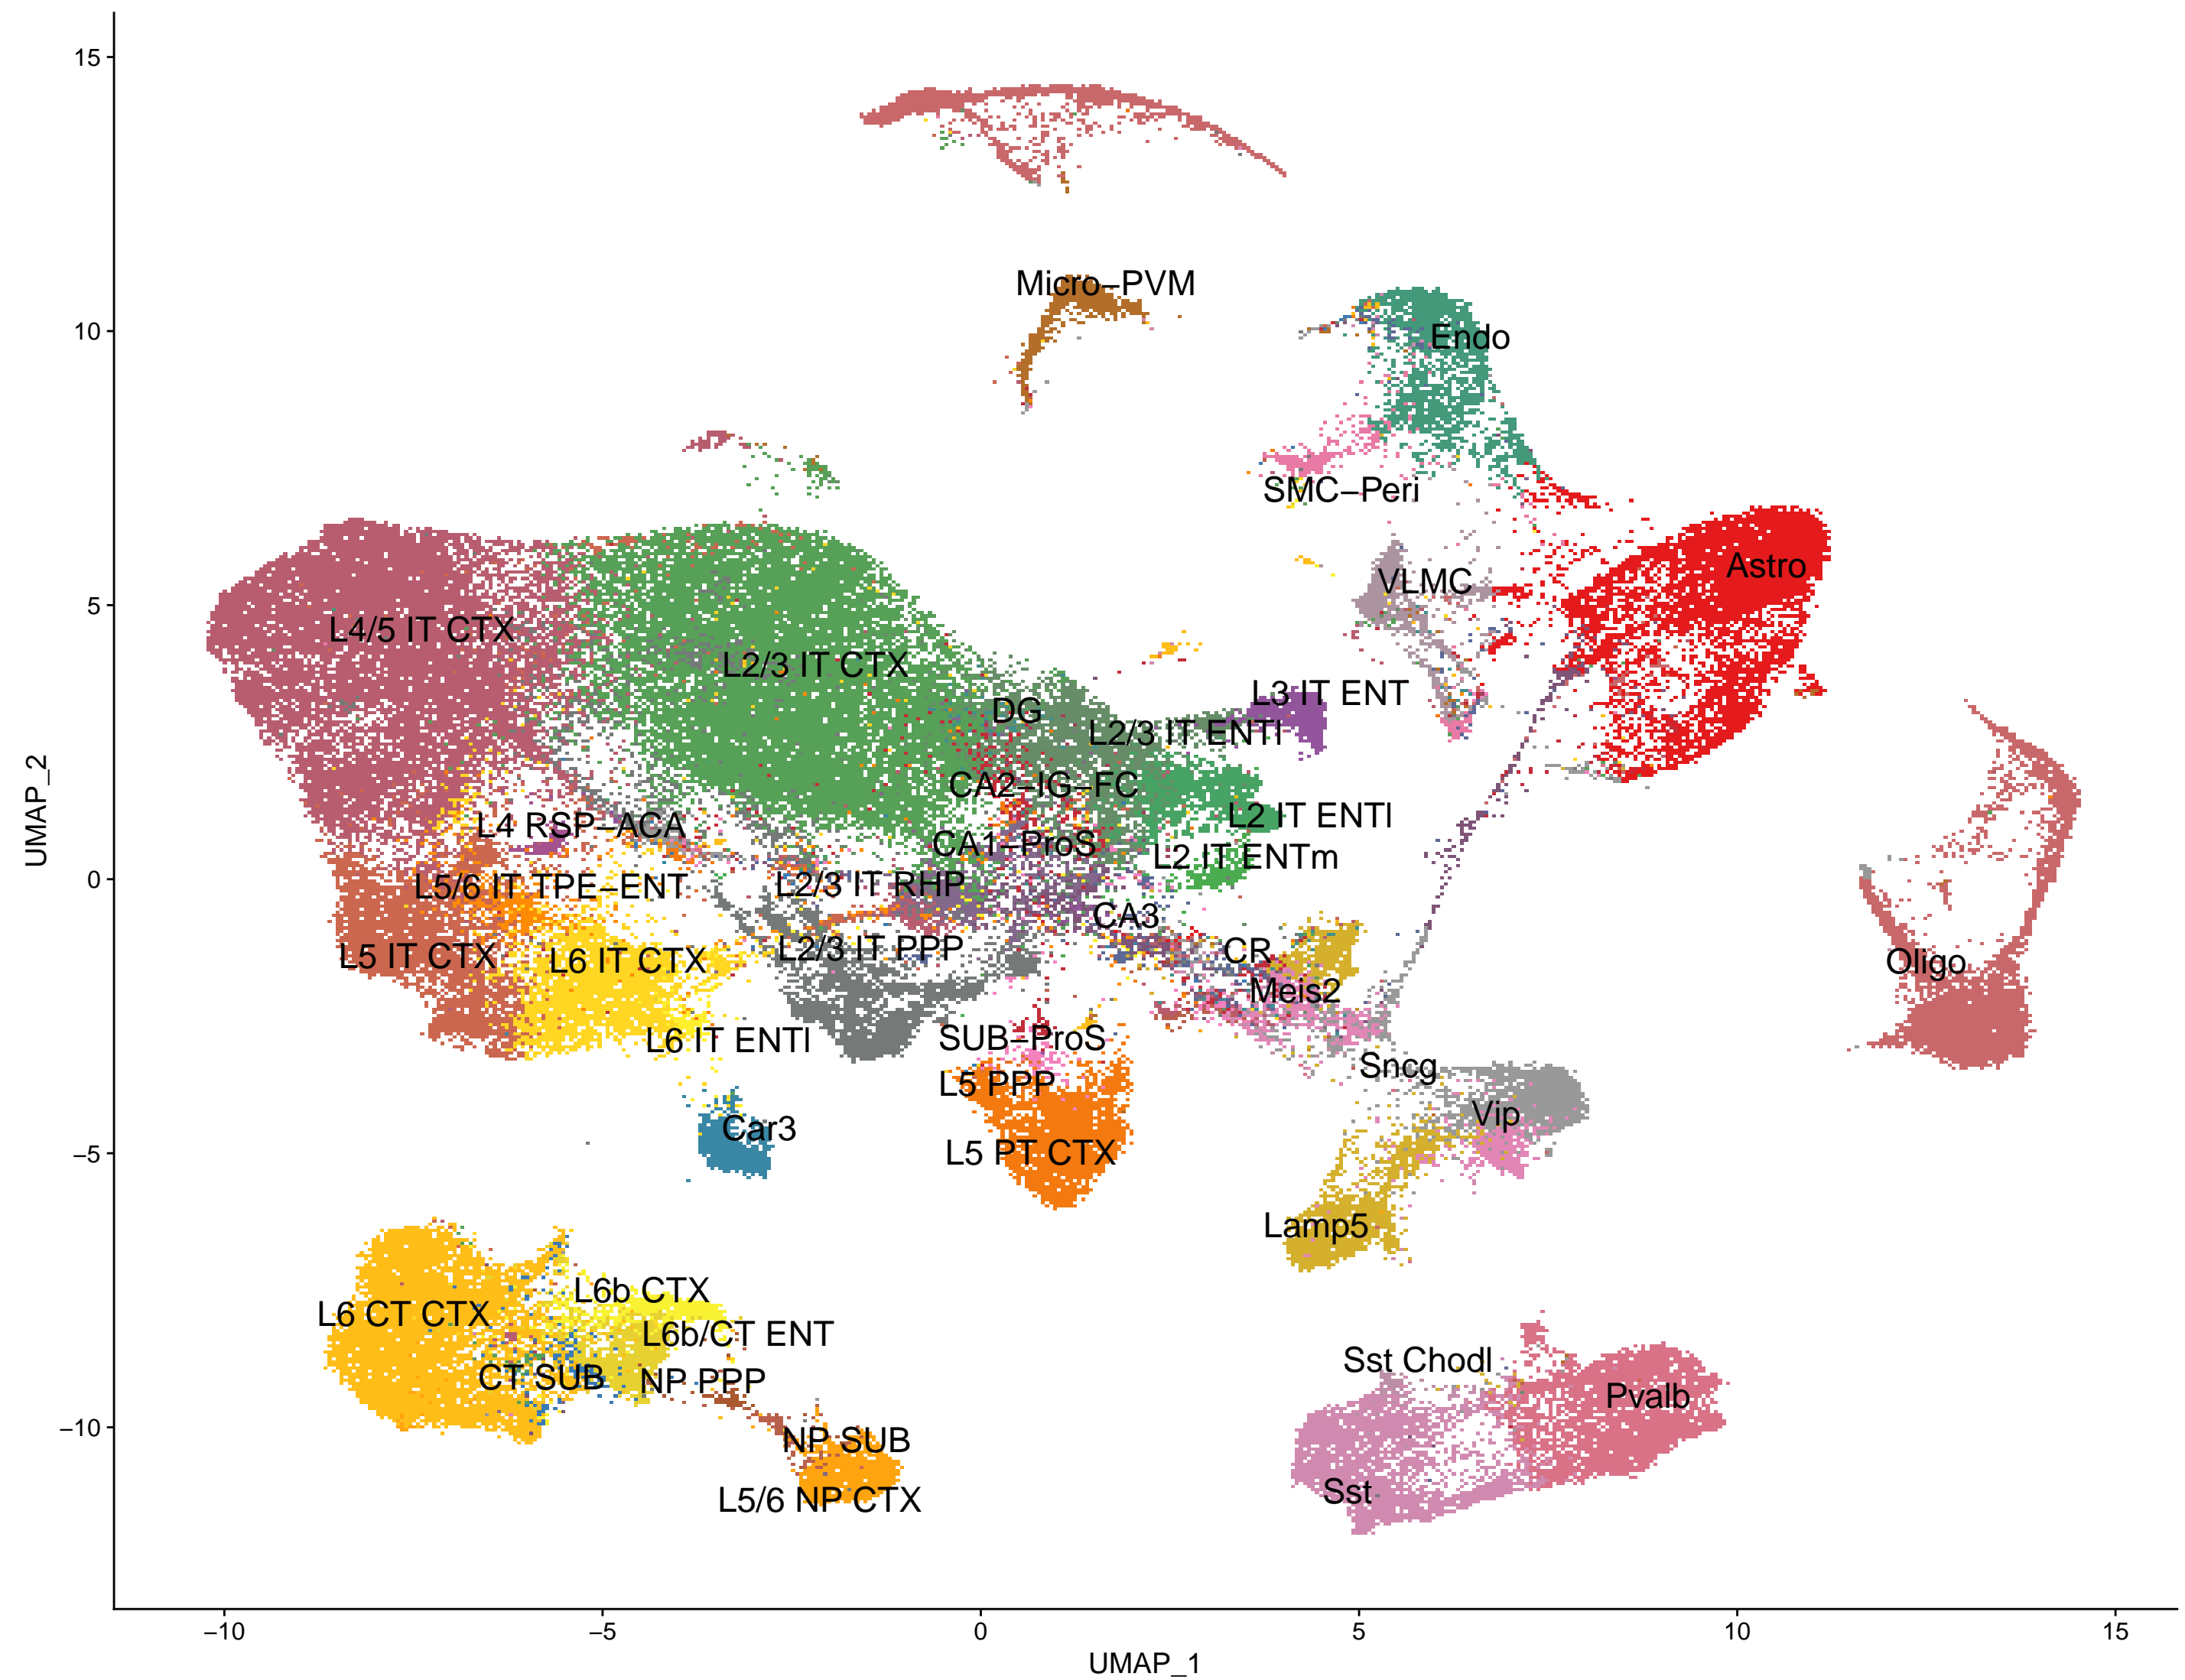 15
Micro−PVM
10
Endo
SMC−Peri
Astro
VLMC
5
L4/5 IT CTX
L2/3 IT CTX
L3 IT ENT
DG
L2/3 IT ENTl
CA2−IG−FC
UMAP_2
L4 RSP−ACA
L2 IT ENTl
CA1−ProS
L2 IT ENTm
0
L5/6 IT TPE−ENT
L2/3 IT RHP
CA3
L5 IT CTX
L6 IT CTX
L2/3 IT PPP
CR
Oligo
Meis2
L6 IT ENTl
SUB−ProS
Sncg
L5 PPP
Vip
Car3
−5
L5 PT CTX
Lamp5
L6b CTX
L6 CT CTX
L6b/CT ENT
Sst Chodl
CT SUB
NP PPP
Pvalb
−10
NP SUB
L5/6 NP CTX
Sst
−10
−5
0
5
10
15
UMAP_1